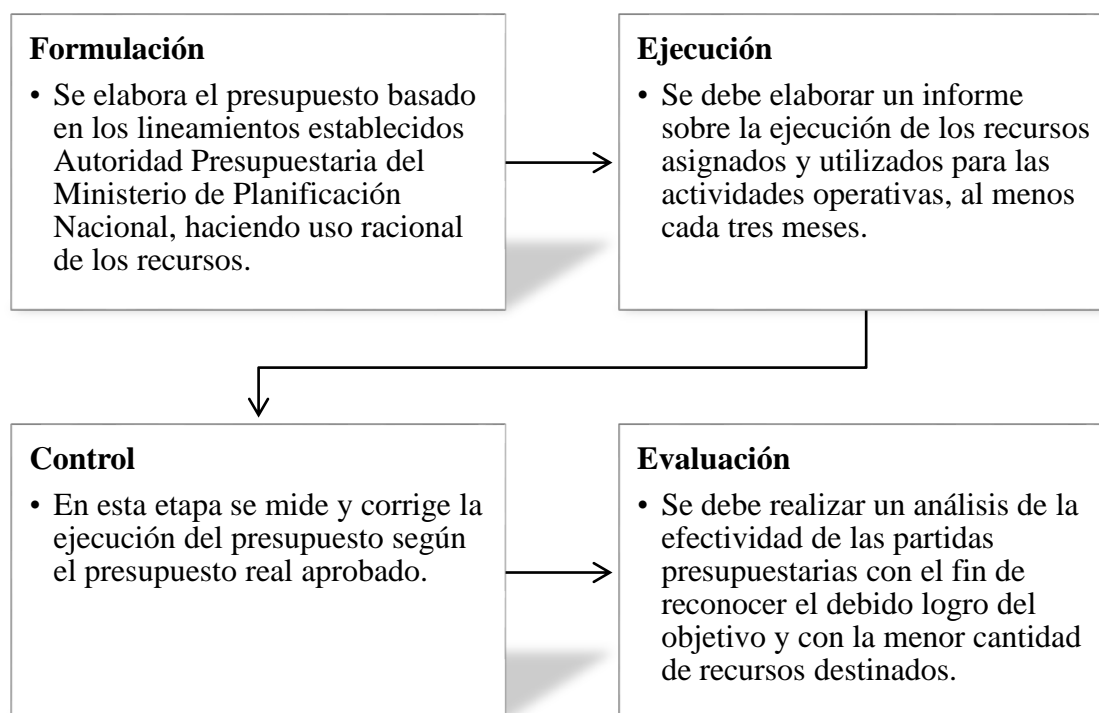 Formulación
• Se elabora el presupuesto basado
en los lineamientos establecidos
Autoridad Presupuestaria del
Ministerio de Planificación
Nacional, haciendo uso racional
de los recursos.
Ejecución
• Se debe elaborar un informe
sobre la ejecución de los recursos
asignados y utilizados para las
actividades operativas, al menos
cada tres meses.
Control
• En esta etapa se mide y corrige la
ejecución del presupuesto según
el presupuesto real aprobado.
Evaluación
• Se debe realizar un análisis de la
efectividad de las partidas
presupuestarias con el fin de
reconocer el debido logro del
objetivo y con la menor cantidad
de recursos destinados.